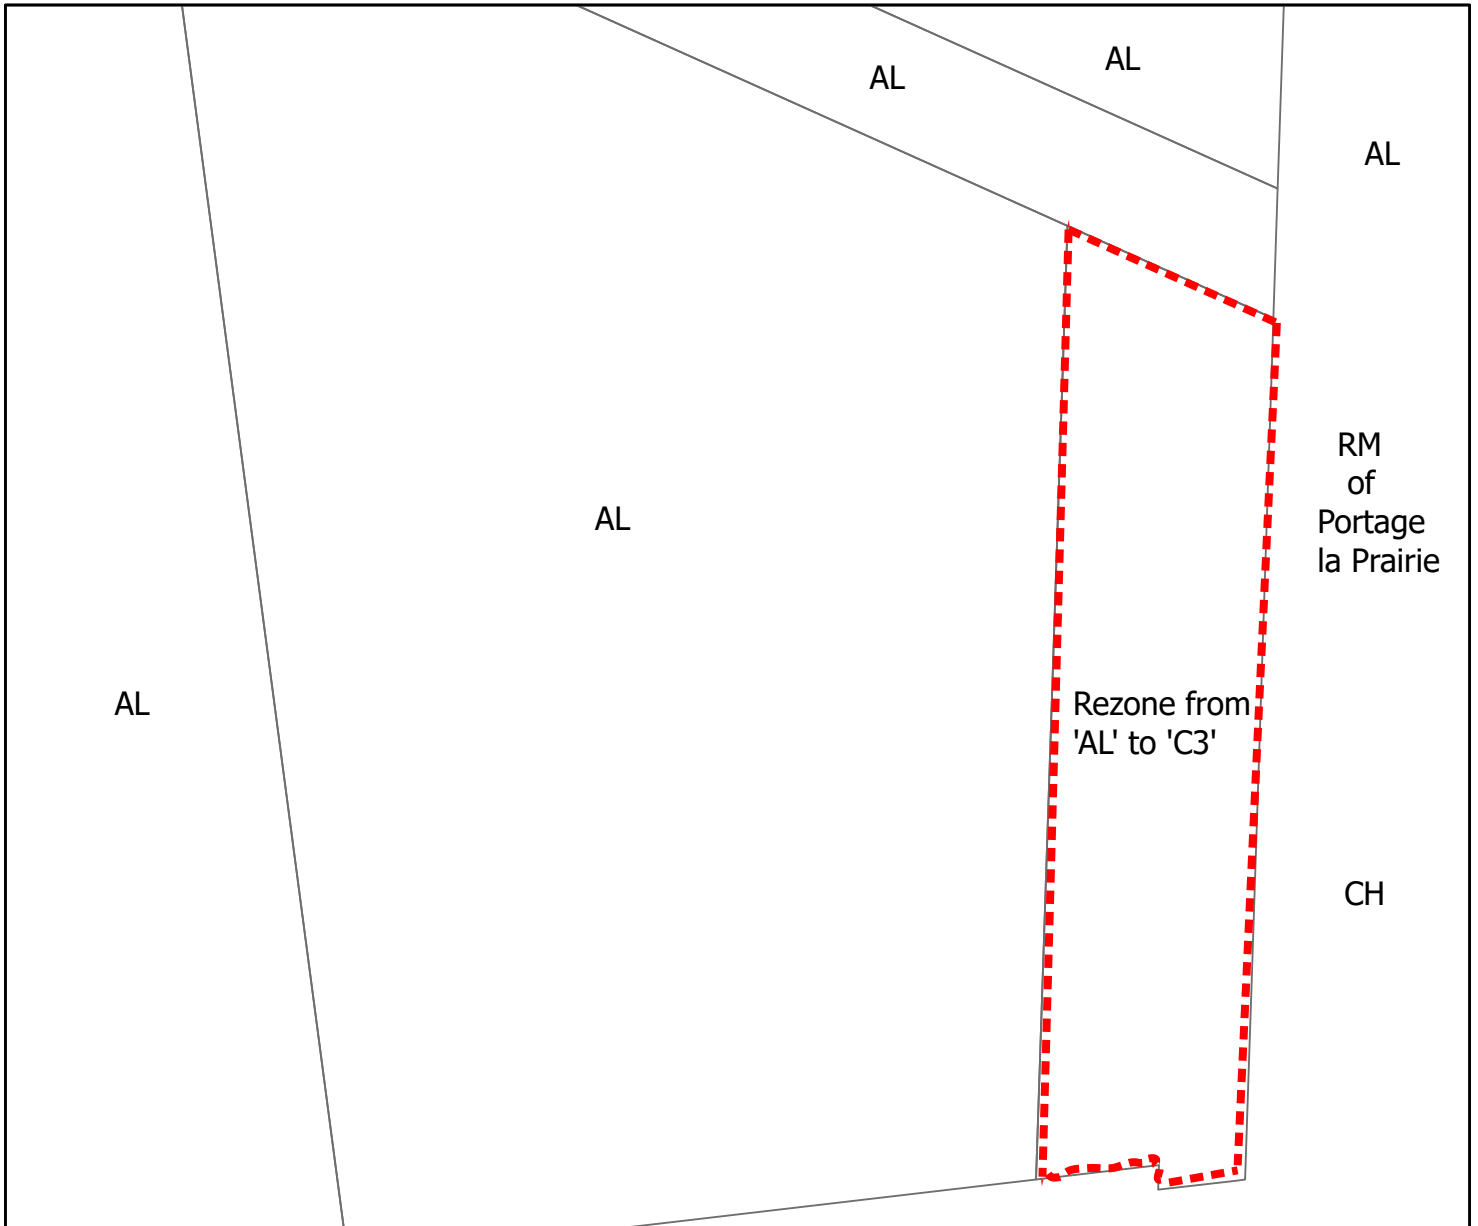 AL
AL
AL
RM
of
Portage
la Prairie
AL
AL
Rezone from
'AL' to 'C3'
CH